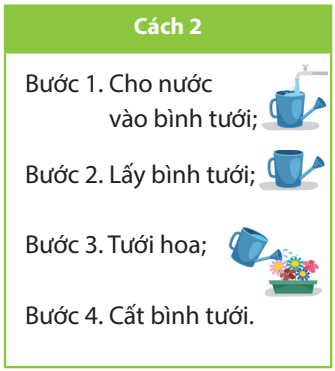 Cách 2
Bước 1. Cho nước
vào bình tưới;
Bước 2. Lấy bình tưới;
Bước 3. Tưới hoa;
Bước 4. Cất bình tưới.